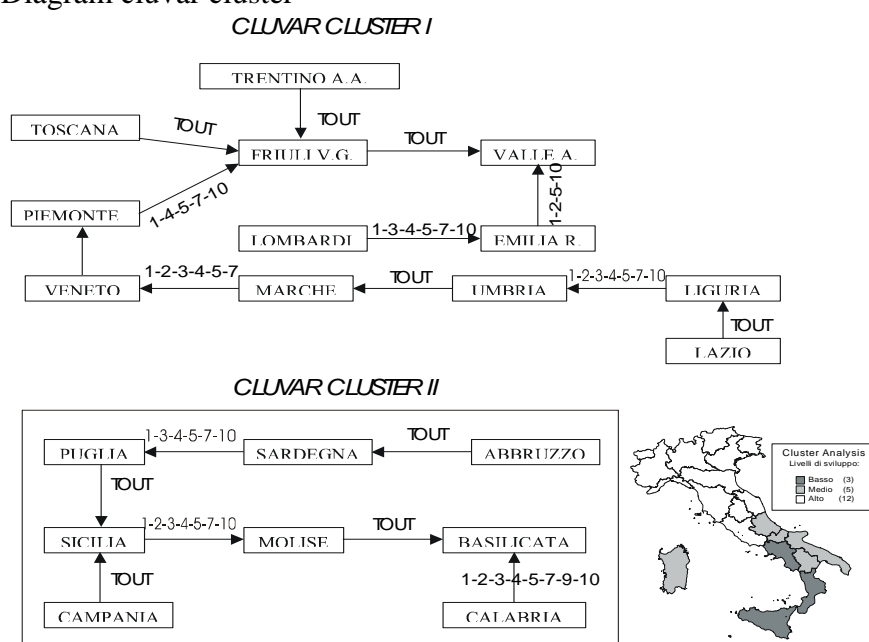 Diagram cluvar cluster
CLUVAR CLUSTER I
TRENTINO A.A.
TOUT
TOSCANA
TOUT
FRIULI V.G.
TOUT
VALLE A.
1-4-5-7-10
1-2-5-10
PIEMONTE
LOMBARDI
1-3-4-5-7-10
EMILIA R.
VENETO
1-2-3-4-5-7
MARCHE
TOUT
UMBRIA
1-2-3-4-5-7-10
LIGURIA
TOUT
LAZIO
CLUVAR CLUSTER II
PUGLIA
1-3-4-5-7-10
SARDEGNA
TOUT
ABBRUZZO
TOUT
SICILIA
1-2-3-4-5-7-10
MOLISE
TOUT
BASILICATA
TOUT
1-2-3-4-5-7-9-10
CAMPANIA
CALABRIA
Cluster Analysis
Livelli di sviluppo:
Basso (3)
Medio (5)
Alto (12)